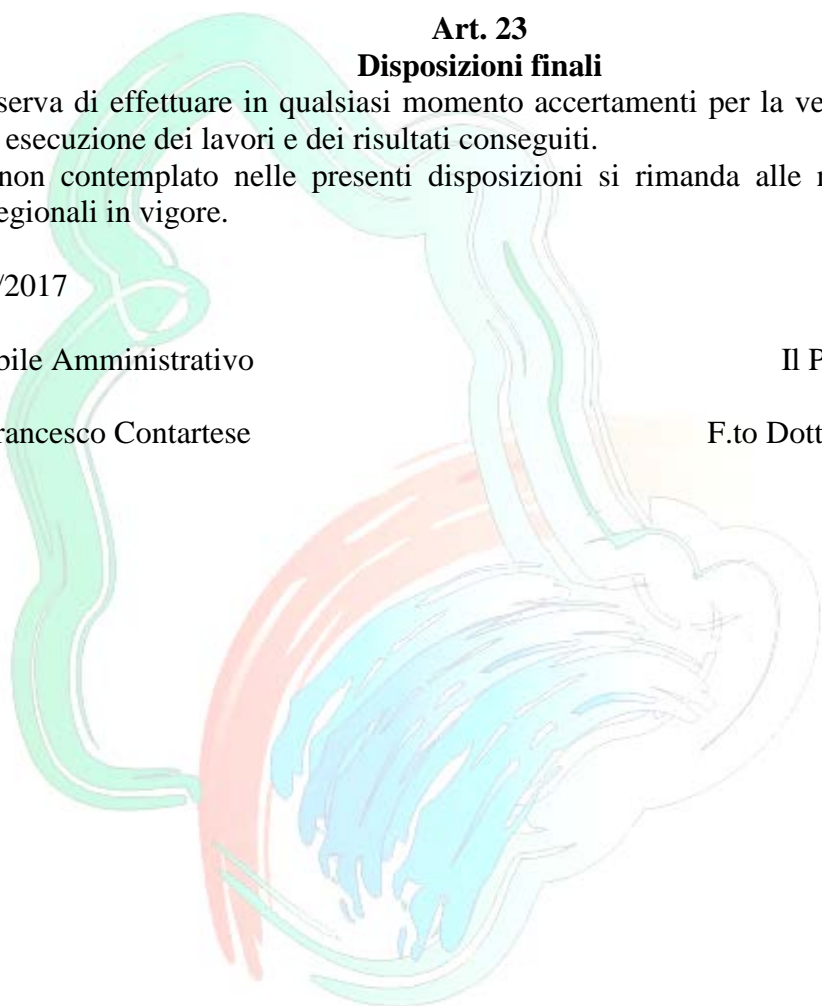 Art. 23
Disposizioni finali
serva di effettuare in qualsiasi momento accertamenti per la ve
esecuzione dei lavori e dei risultati conseguiti.
non contemplato nelle presenti disposizioni si rimanda alle
egionali in vigore.
/2017
bile Amministrativo Il P
rancesco Contartese F.to Dott